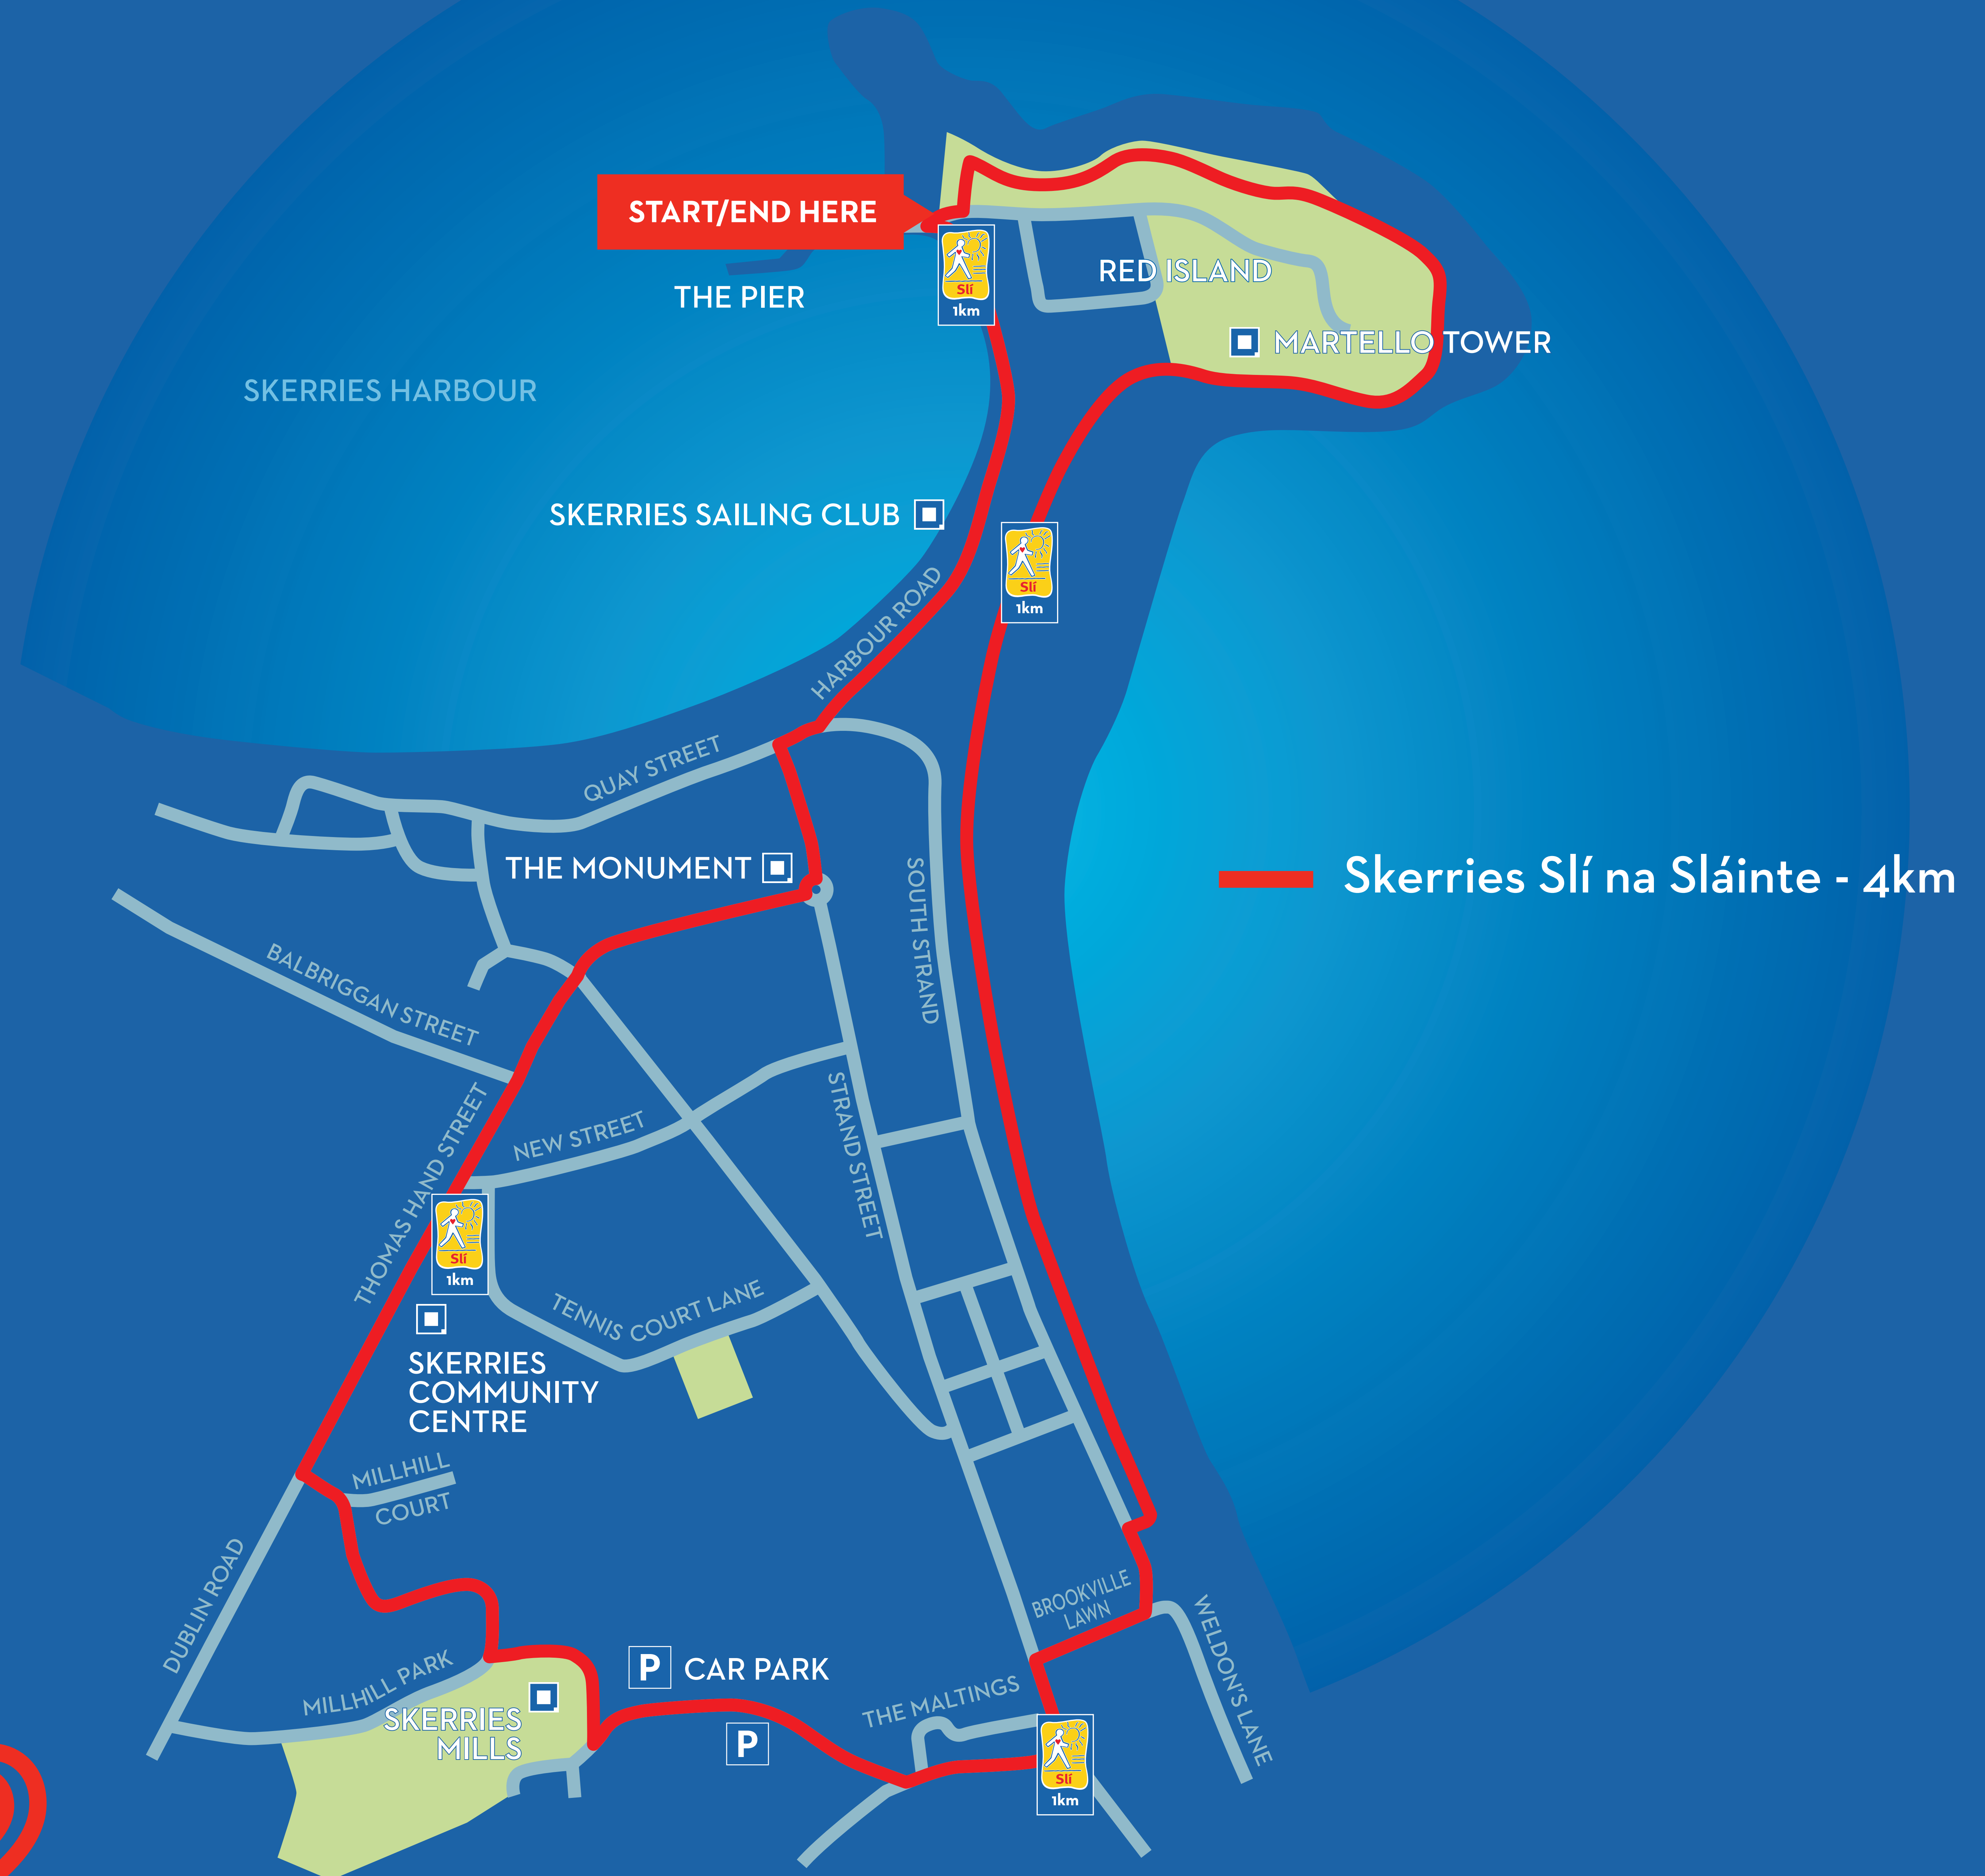 START/END HERE
THE PIER
Slí
1km
RED ISLAND
MARTELLO TOWER
SKERRIES HARBOUR
SKERRIES SAILING CLUB
Slí
1km
HARBOUR ROAD
QUAY STREET
THE MONUMENT
SOUTH STRAND
Skerries Slí na Sláinte - 4km
BALBRIGGAN STREET
THOMAS HAND STREET
NEW STREET
STRAND STREET
Slí
1km
TENNIS COURT LANE
SKERRIES
COMMUNITY
CENTRE
MILLHILL
COURT
DUBLIN ROAD
BROOKVILLE
LAWN
WELDON'S LANE
MILLHILL PARK
P CAR PARK
THE MALTINGS
SKERRIES
MILLS
P
Slí
1km